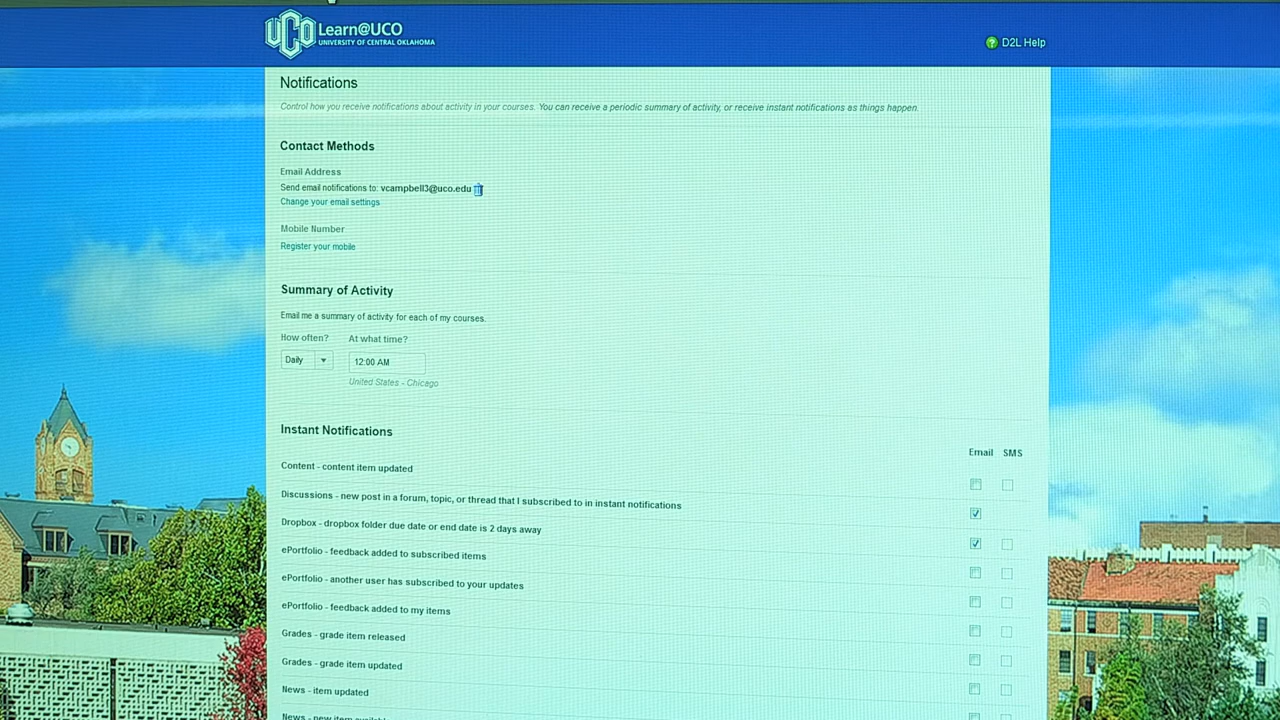 UCO
Learn@UCO
UNIVERSITY OF CENTRAL OKLAHOMA
D2L Help
Notifications
Control how you receive notifications about activity in your courses. You can receive a periodic summary of activity, or receive instant notifications as things happen.
Contact Methods
Email Address
Send email notifications to: vcampbell3@uco.edu
Change your email settings
Mobile Number
Register your mobile
Summary of Activity
Email me a summary of activity for each of my courses.
How often? At what time?
Daily 12:00 AM
United States - Chicago
Instant Notifications
Email SMS
Content - content item updated
Discussions - new post in a forum, topic, or thread that I subscribed to in instant notifications
Dropbox - dropbox folder due date or end date is 2 days away
ePortfolio - feedback added to subscribed items
ePortfolio - another user has subscribed to your updates
ePortfolio - feedback added to my items
Grades - grade item released
Grades - grade item updated
News - item updated
News - new item